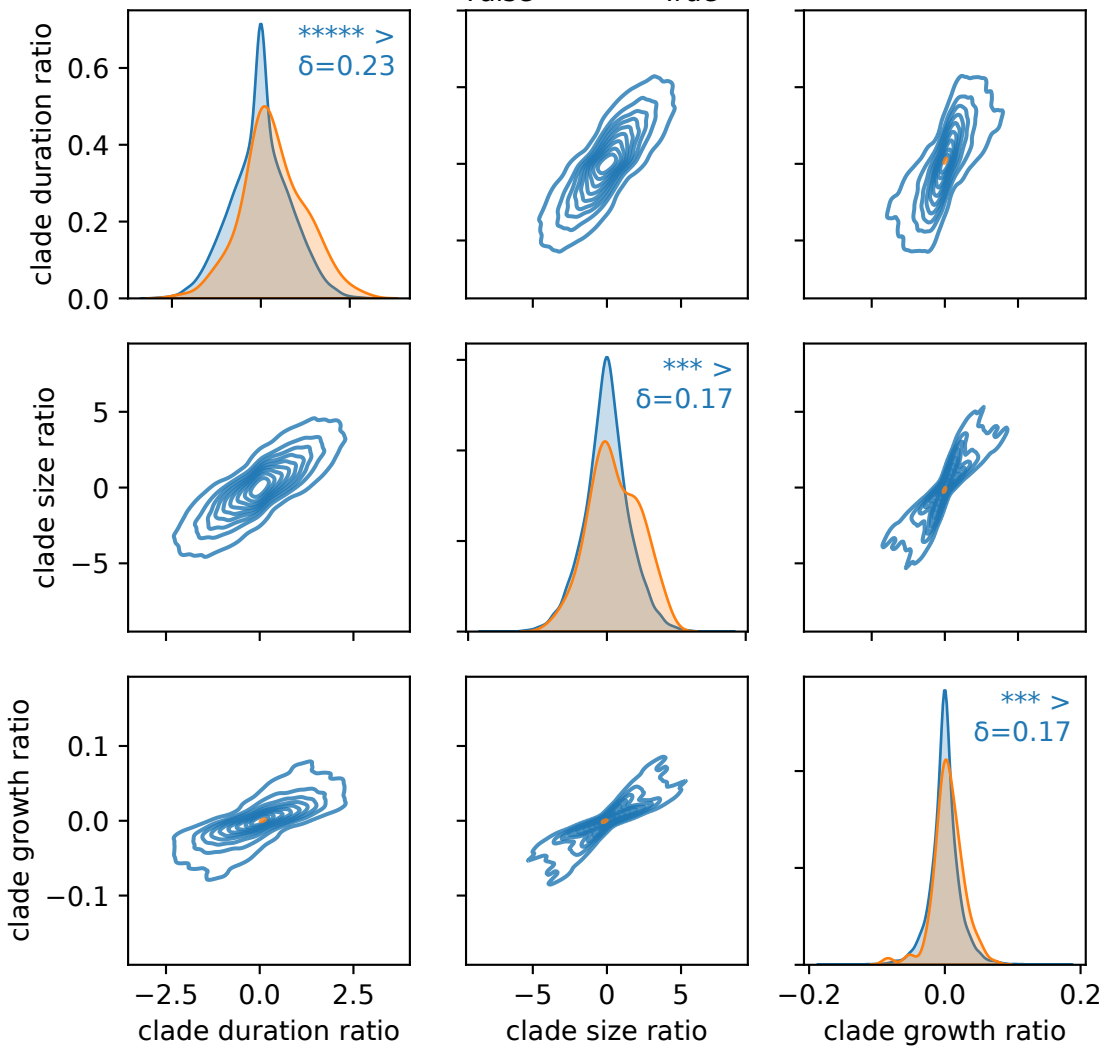 ***** >
δ=0.23
clade duration ratio
0.6
0.4
0.2
0.0
*** >
δ=0.17
clade size ratio
5
0
−5
*** >
δ=0.17
clade growth ratio
0.1
0.0
−0.1
−2.5 0.0 2.5
−5 0 5
−0.2 0.0 0.2
clade duration ratio
clade size ratio
clade growth ratio